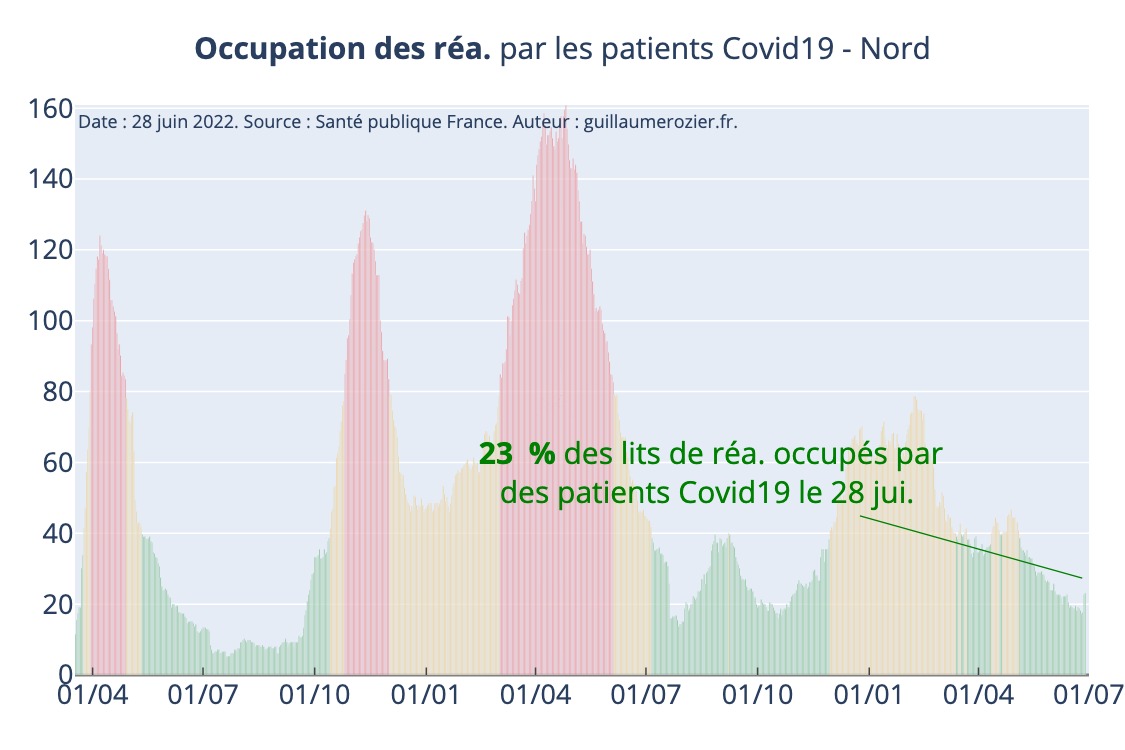 Occupation des réa. par les patients Covid19 - Nord
160
Date : 28 juin 2022. Source : Santé publique France. Auteur : guillaumerozier.fr.
140
120
100
80
60
23 % des lits de réa. occupés par
des patients Covid19 le 28 jui.
40
20
0
01/04 01/07 01/10 01/01 01/04 01/07 01/10 01/01 01/04 01/07